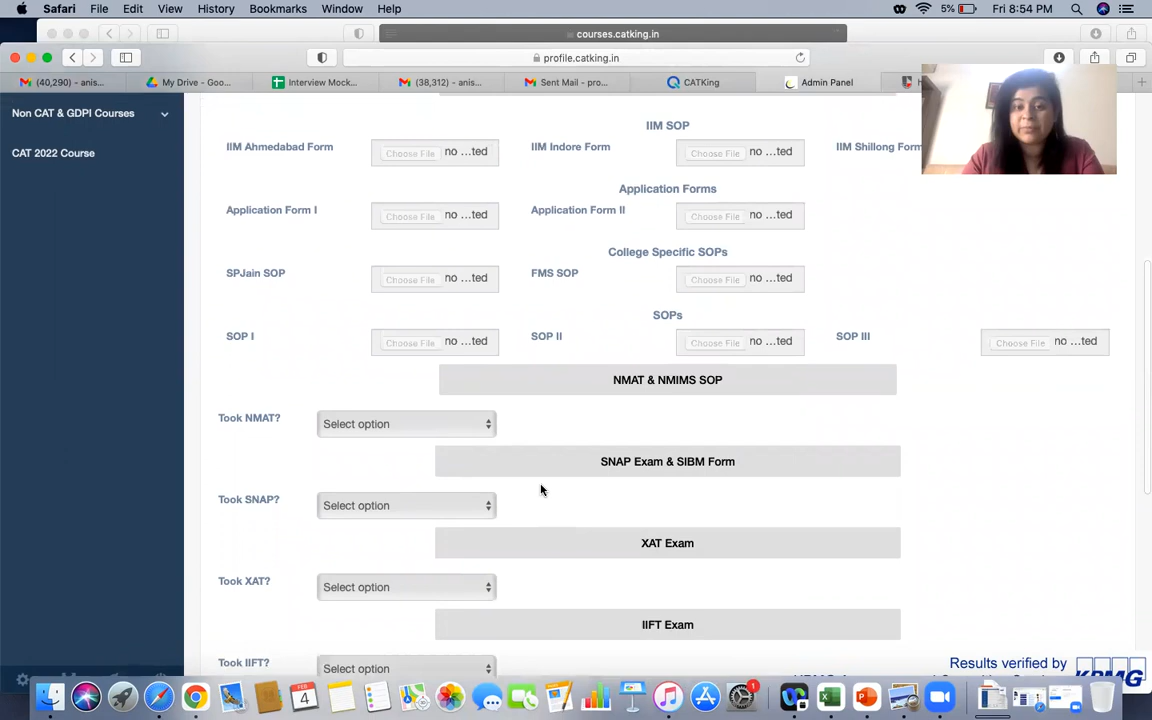 Safari File Edit View History Bookmarks Window Help 5% Fri 8:54 PM
courses.catking.in
profile.catking.in
(40,290) - anis... My Drive - Goo... Interview Mock... (38,312) - anis... Sent Mail - pro... CATKing Admin Panel
Non CAT & GDPI Courses
CAT 2022 Course
IIM SOP
IIM Ahmedabad Form Choose File no ...ted IIM Indore Form Choose File no ...ted IIM Shillong Form
Application Forms
Application Form I Choose File no ...ted Application Form II Choose File no ...ted
College Specific SOPs
SPJain SOP Choose File no ...ted FMS SOP Choose File no ...ted
SOPs
SOP I Choose File no ...ted SOP II Choose File no ...ted SOP III Choose File no ...ted
NMAT & NMIMS SOP
Took NMAT? Select option
SNAP Exam & SIBM Form
Took SNAP? Select option
XAT Exam
Took XAT? Select option
IIFT Exam
Took IIFT? Select option
Results verified by
KPMG
FEB
4
1